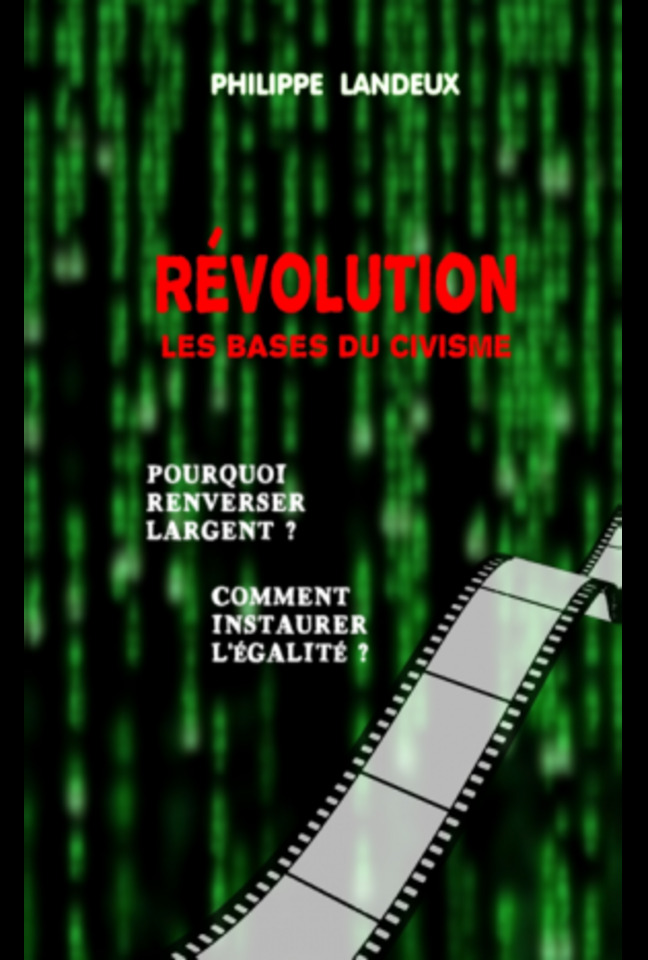 PHILIPPE LANDEUX
RÉVOLUTION
LES BASES DU CIVISME
POURQUOI
RENVERSER
LARGENT ?
COMMENT
INSTAURER
L'ÉGALITÉ ?